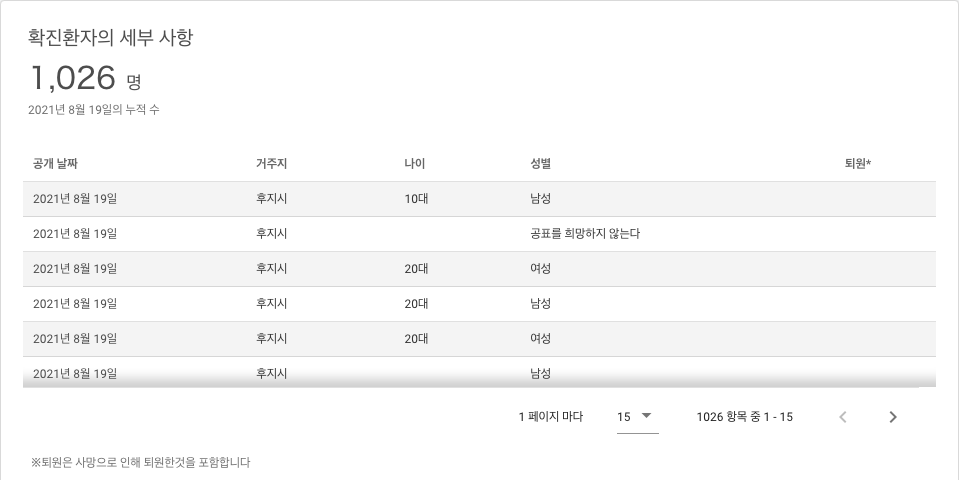 확진환자의 세부 사항
1,026 명
2021년 8월 19일의 누적 수
공개 날짜 거주지 나이 성별 퇴원*
2021년 8월 19일 후지시 10대 남성
2021년 8월 19일 후지시 공표를 희망하지 않는다
2021년 8월 19일 후지시 20대 여성
2021년 8월 19일 후지시 20대 남성
2021년 8월 19일 후지시 20대 여성
2021년 8월 19일 후지시 남성
1 페이지 마다 15 1026 항목 중 1 - 15
※퇴원은 사망으로 인해 퇴원한것을 포함합니다